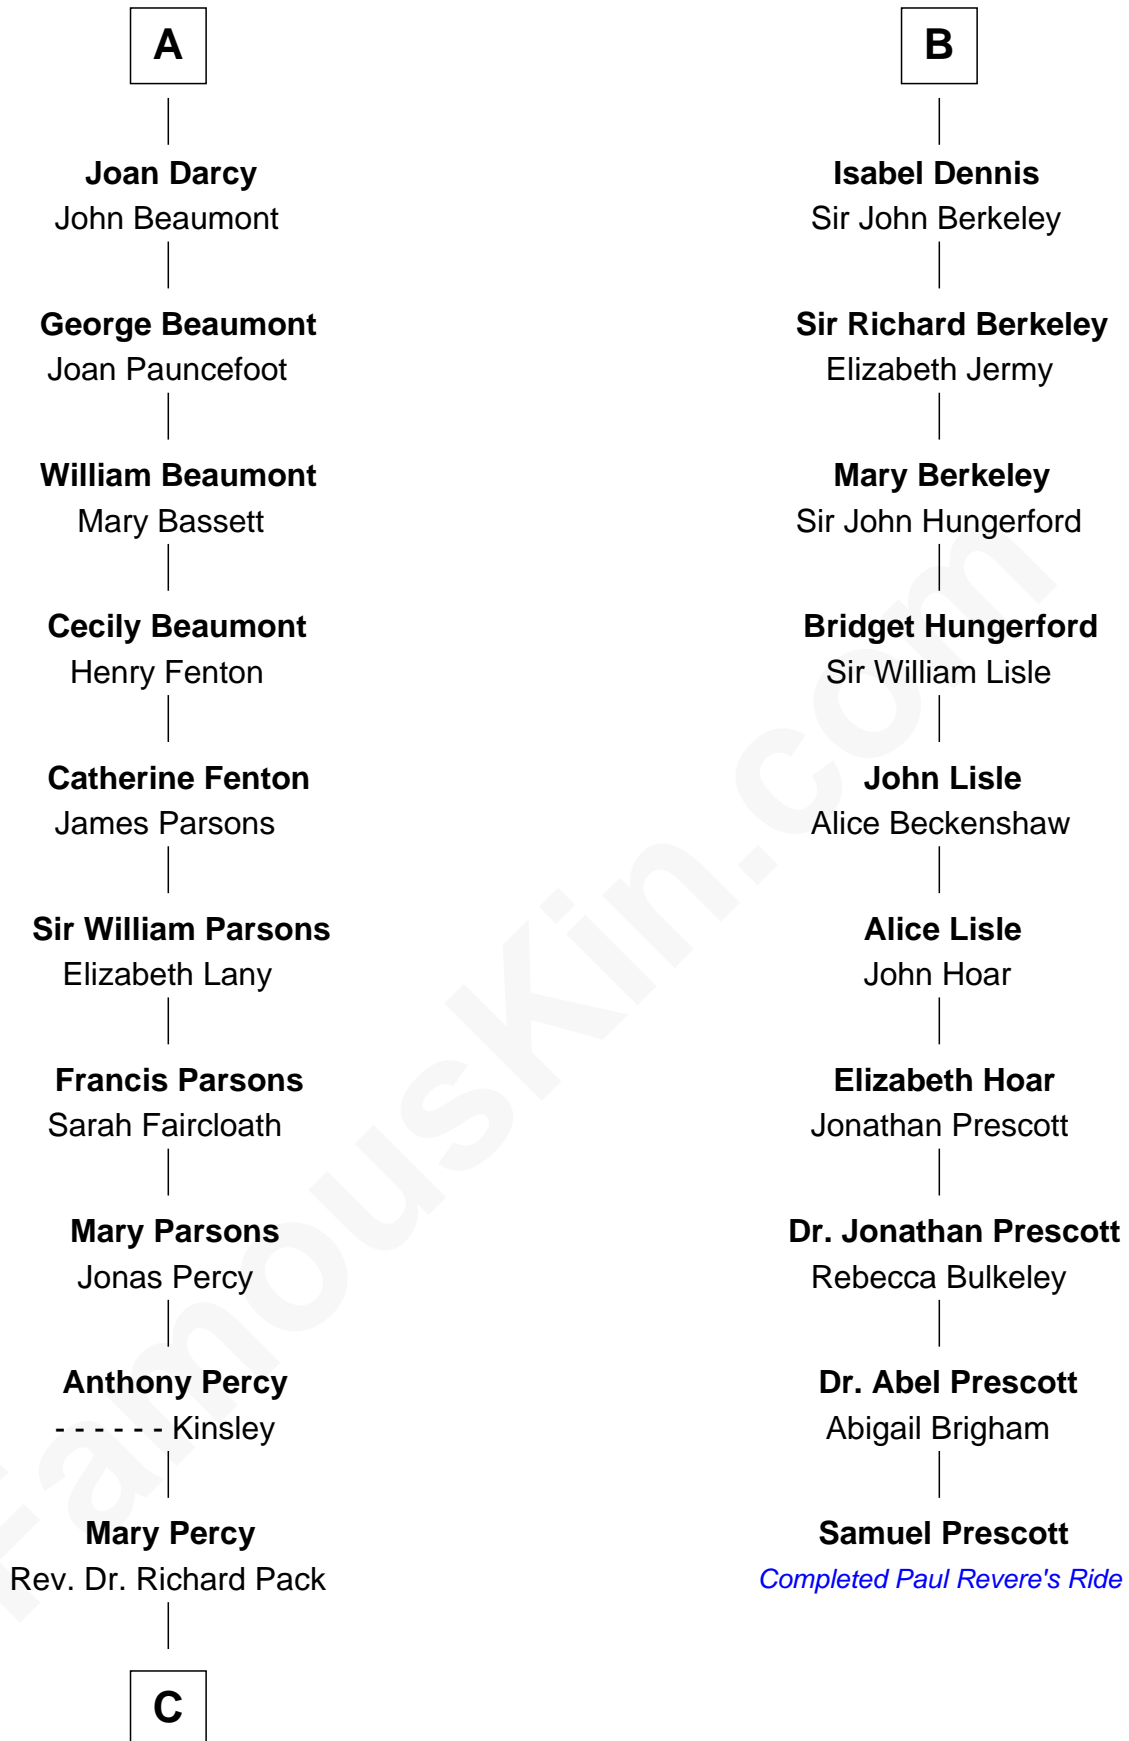 A
Joan Darcy
John Beaumont
George Beaumont
Joan Pauncefoot
William Beaumont
Mary Bassett
Cecily Beaumont
Henry Fenton
Catherine Fenton
James Parsons
Sir William Parsons
Elizabeth Lany
Francis Parsons
Sarah Faircloath
Mary Parsons
Jonas Percy
Anthony Percy
- - - - - - Kinsley
Mary Percy
Rev. Dr. Richard Pack
C
B
Isabel Dennis
Sir John Berkeley
Sir Richard Berkeley
Elizabeth Jermy
Mary Berkeley
Sir John Hungerford
Bridget Hungerford
Sir William Lisle
John Lisle
Alice Beckenshaw
Alice Lisle
John Hoar
Elizabeth Hoar
Jonathan Prescott
Dr. Jonathan Prescott
Rebecca Bulkeley
Dr. Abel Prescott
Abigail Brigham
Samuel Prescott
Completed Paul Revere's Ride
FamousKin.com